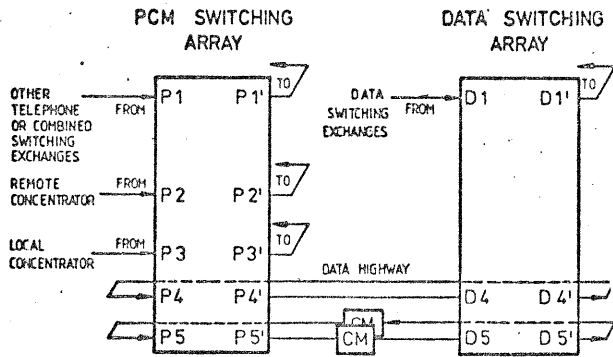 PCM SWITCHING
ARRAY
DATA SWITCHING
ARRAY
OTHER
TELEPHONE
OR COMBINED
SWITCHING
EXCHANGES
FROM
P1
P1'
TO
DATA
SWITCHING
EXCHANGES
FROM
D1
D1'
TO
REMOTE
CONCENTRATOR
FROM
P2
P2'
TO
LOCAL
CONCENTRATOR
FROM
P3
P3'
TO
DATA HIGHWAY
P4
P4'
D4
D4'
CM
P5
P5'
CM
D5
D5'